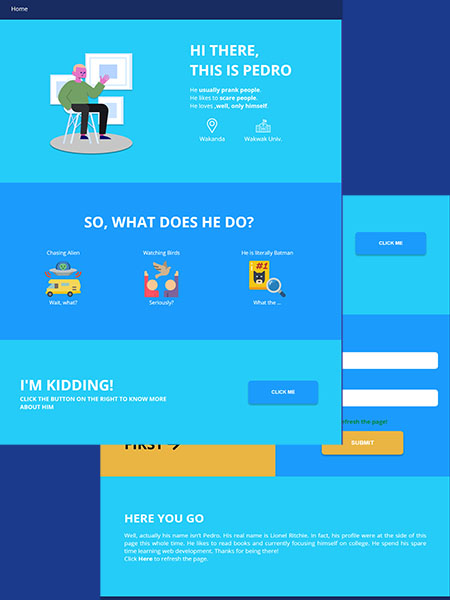 Home
HI THERE,
THIS IS PEDRO
He usually prank people.
He likes to scare people.
He loves ,well, only himself.
Wakanda
Wakwak Univ.
SO, WHAT DOES HE DO?
Chasing Alien
Watching Birds
He is literally Batman
#1
Wait, what?
Seriously?
What the ...
I'M KIDDING!
CLICK THE BUTTON ON THE RIGHT TO KNOW MORE
ABOUT HIM
CLICK ME
CLICK ME
refresh the page!
FIRST
SUBMIT
HERE YOU GO
Well, actually his name isn't Pedro. His real name is Lionel Ritchie. In fact, his profile were at the side of this
page this whole time. He likes to read books and currently focusing himself on college. He spend his spare
time learning web development. Thanks for being there!
Click Here to refresh the page.